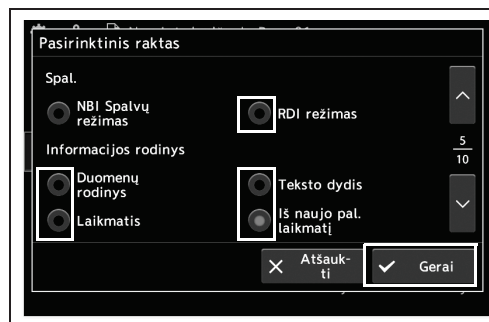 Pasirinktinis raktas
Spal.
NBI Spalvų
režimas
RDI režimas
Informacijos rodinys
5
10
Duomenų
rodinys
Teksto dydis
Laikmatis
Iš naujo pal.
laikmatį
Atšauk-
ti
Gerai